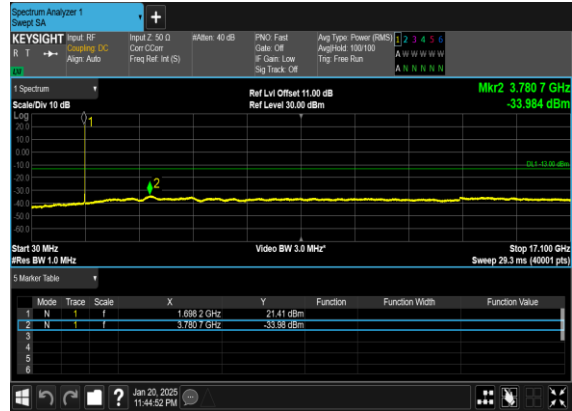 Spectrum Analyzer 1
Swept SA
+
KEYSIGHT
R T
Input: RF
Coupling: DC
Align: Auto
Input Z: 50 Ω
Corr CCorr
Freq Ref: Int (S)
#Atten: 40 dB
PNO: Fast
Gate: Off
IF Gain: Low
Sig Track: Off
Avg Type: Power (RMS)
Avg|Hold: 100/100
Trig: Free Run
1 2 3 4 5 6
A W W W W W
A N N N N N
1 Spectrum
Scale/Div 10 dB
Ref Lvl Offset 11.00 dB
Ref Level 30.00 dBm
Mkr2 3.780 7 GHz
-33.984 dBm
Log
20.0
10.0
0.00
-10.0
-20.0
-30.0
-40.0
-50.0
-60.0
1
2
DL1 -13.00 dBm
Start 30 MHz
#Res BW 1.0 MHz
Video BW 3.0 MHz*
Stop 17.100 GHz
Sweep 29.3 ms (40001 pts)
5 Marker Table
Mode Trace Scale X Y Function Function Width Function Value
1 N 1 f 1.698 2 GHz 21.41 dBm
2 N 1 f 3.780 7 GHz -33.98 dBm
3
4
5
6
?
Jan 20, 2025
11:44:52 PM